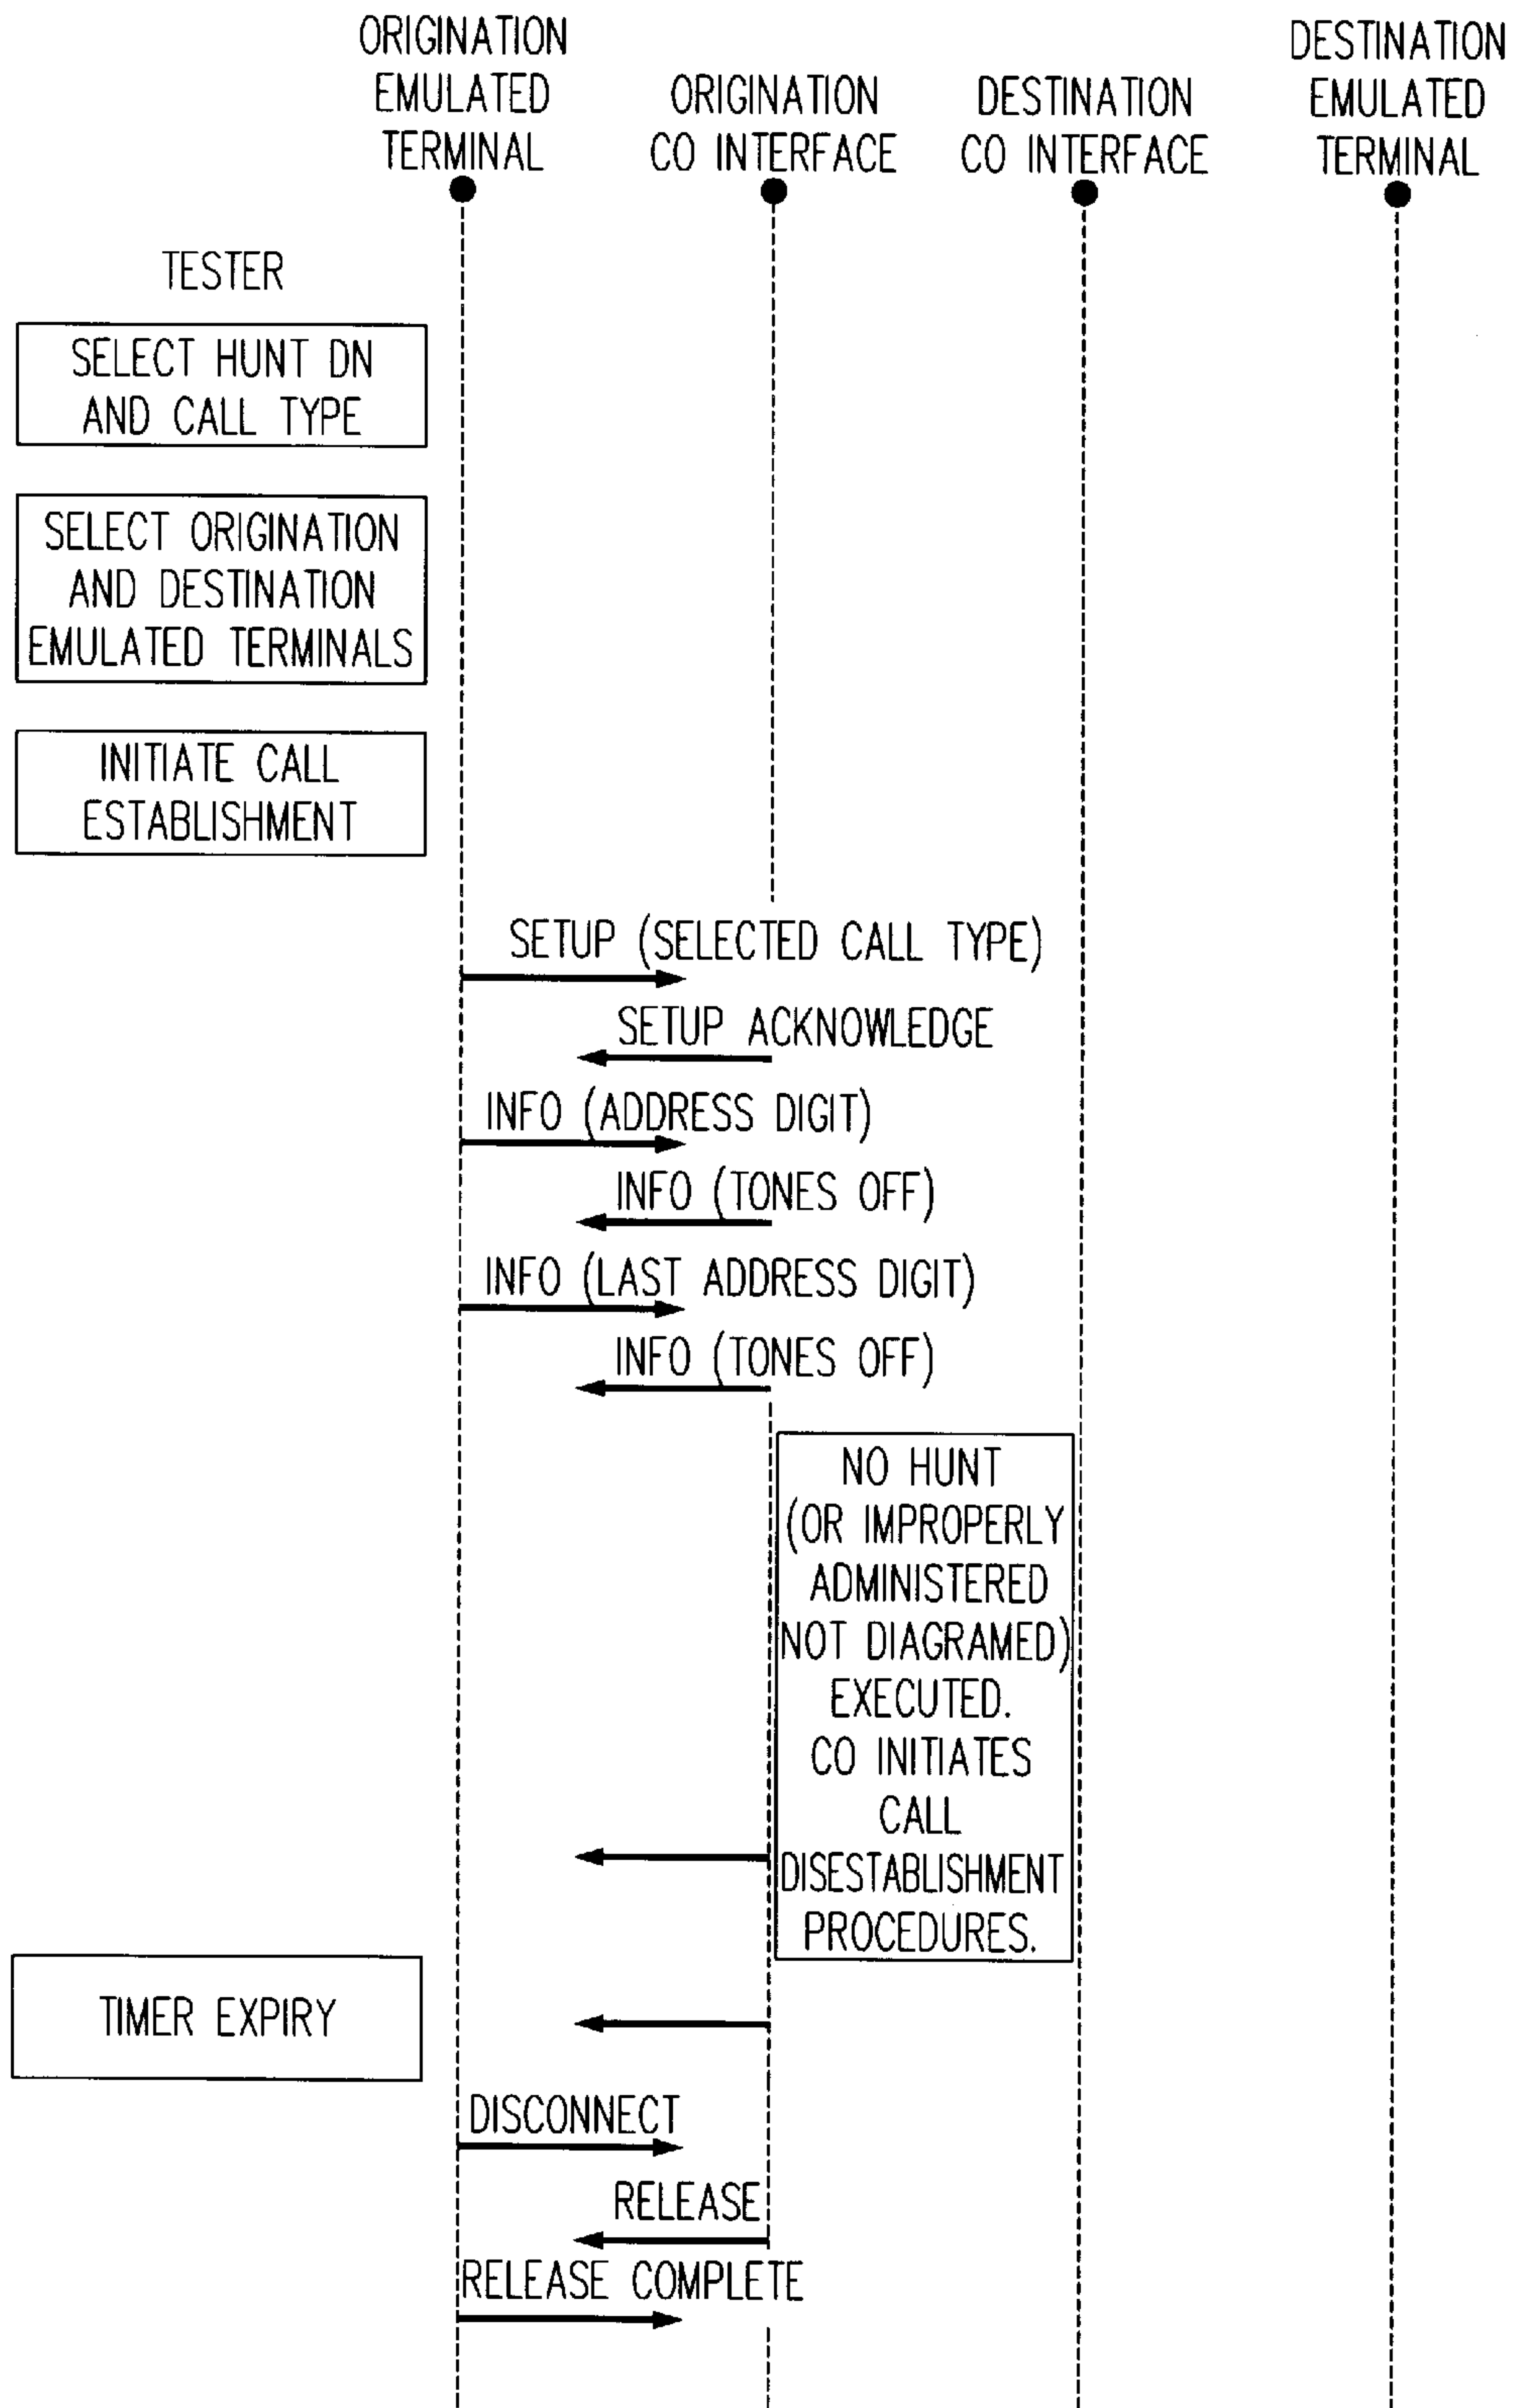 ORIGINATION
EMULATED
TERMINAL
ORIGINATION
CO INTERFACE
DESTINATION
CO INTERFACE
DESTINATION
EMULATED
TERMINAL
TESTER
SELECT HUNT DN
AND CALL TYPE
SELECT ORIGINATION
AND DESTINATION
EMULATED TERMINALS
INITIATE CALL
ESTABLISHMENT
SETUP (SELECTED CALL TYPE)
SETUP ACKNOWLEDGE
INFO (ADDRESS DIGIT)
INFO (TONES OFF)
INFO (LAST ADDRESS DIGIT)
INFO (TONES OFF)
NO HUNT
(OR IMPROPERLY
ADMINISTERED
NOT DIAGRAMED)
EXECUTED.
CO INITIATES
CALL
DISESTABLISHMENT
PROCEDURES.
TIMER EXPIRY
DISCONNECT
RELEASE
RELEASE COMPLETE